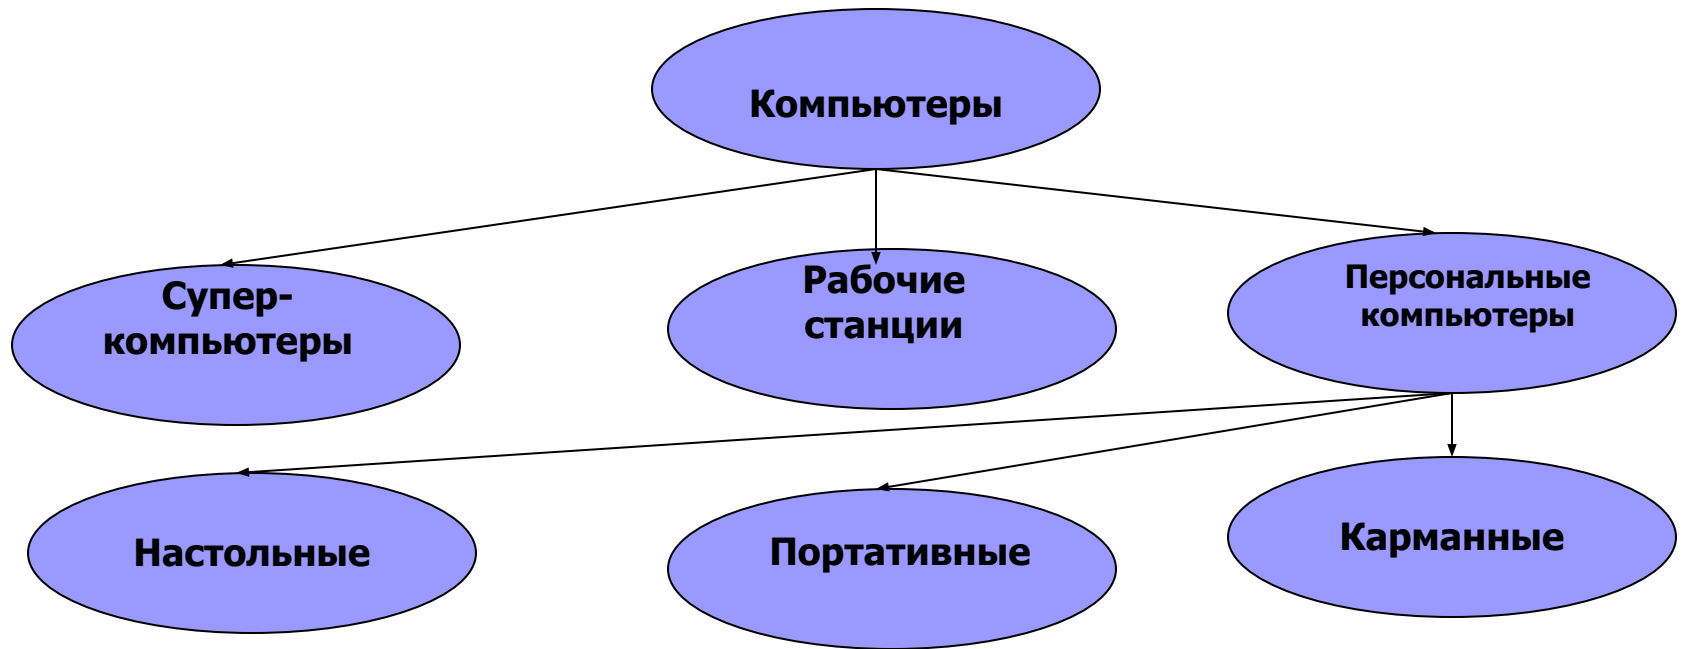 Компьютеры
Супер-
компьютеры
Рабочие
станции
Персональные
компьютеры
Настольные
Портативные
Карманные